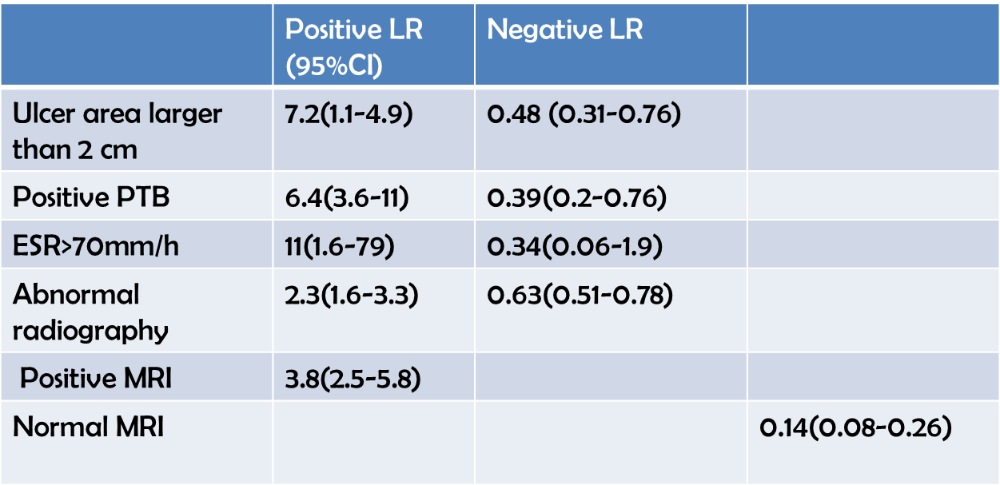 Positive LR
(95%CI)
Negative LR
Ulcer area larger
than 2 cm
7.2(1.1-4.9)
0.48 (0.31-0.76)
Positive PTB
6.4(3.6-11)
0.39(0.2-0.76)
ESR>70mm/h
11(1.6-79)
0.34(0.06-1.9)
Abnormal
radiography
2.3(1.6-3.3)
0.63(0.51-0.78)
Positive MRI
3.8(2.5-5.8)
Normal MRI
0.14(0.08-0.26)